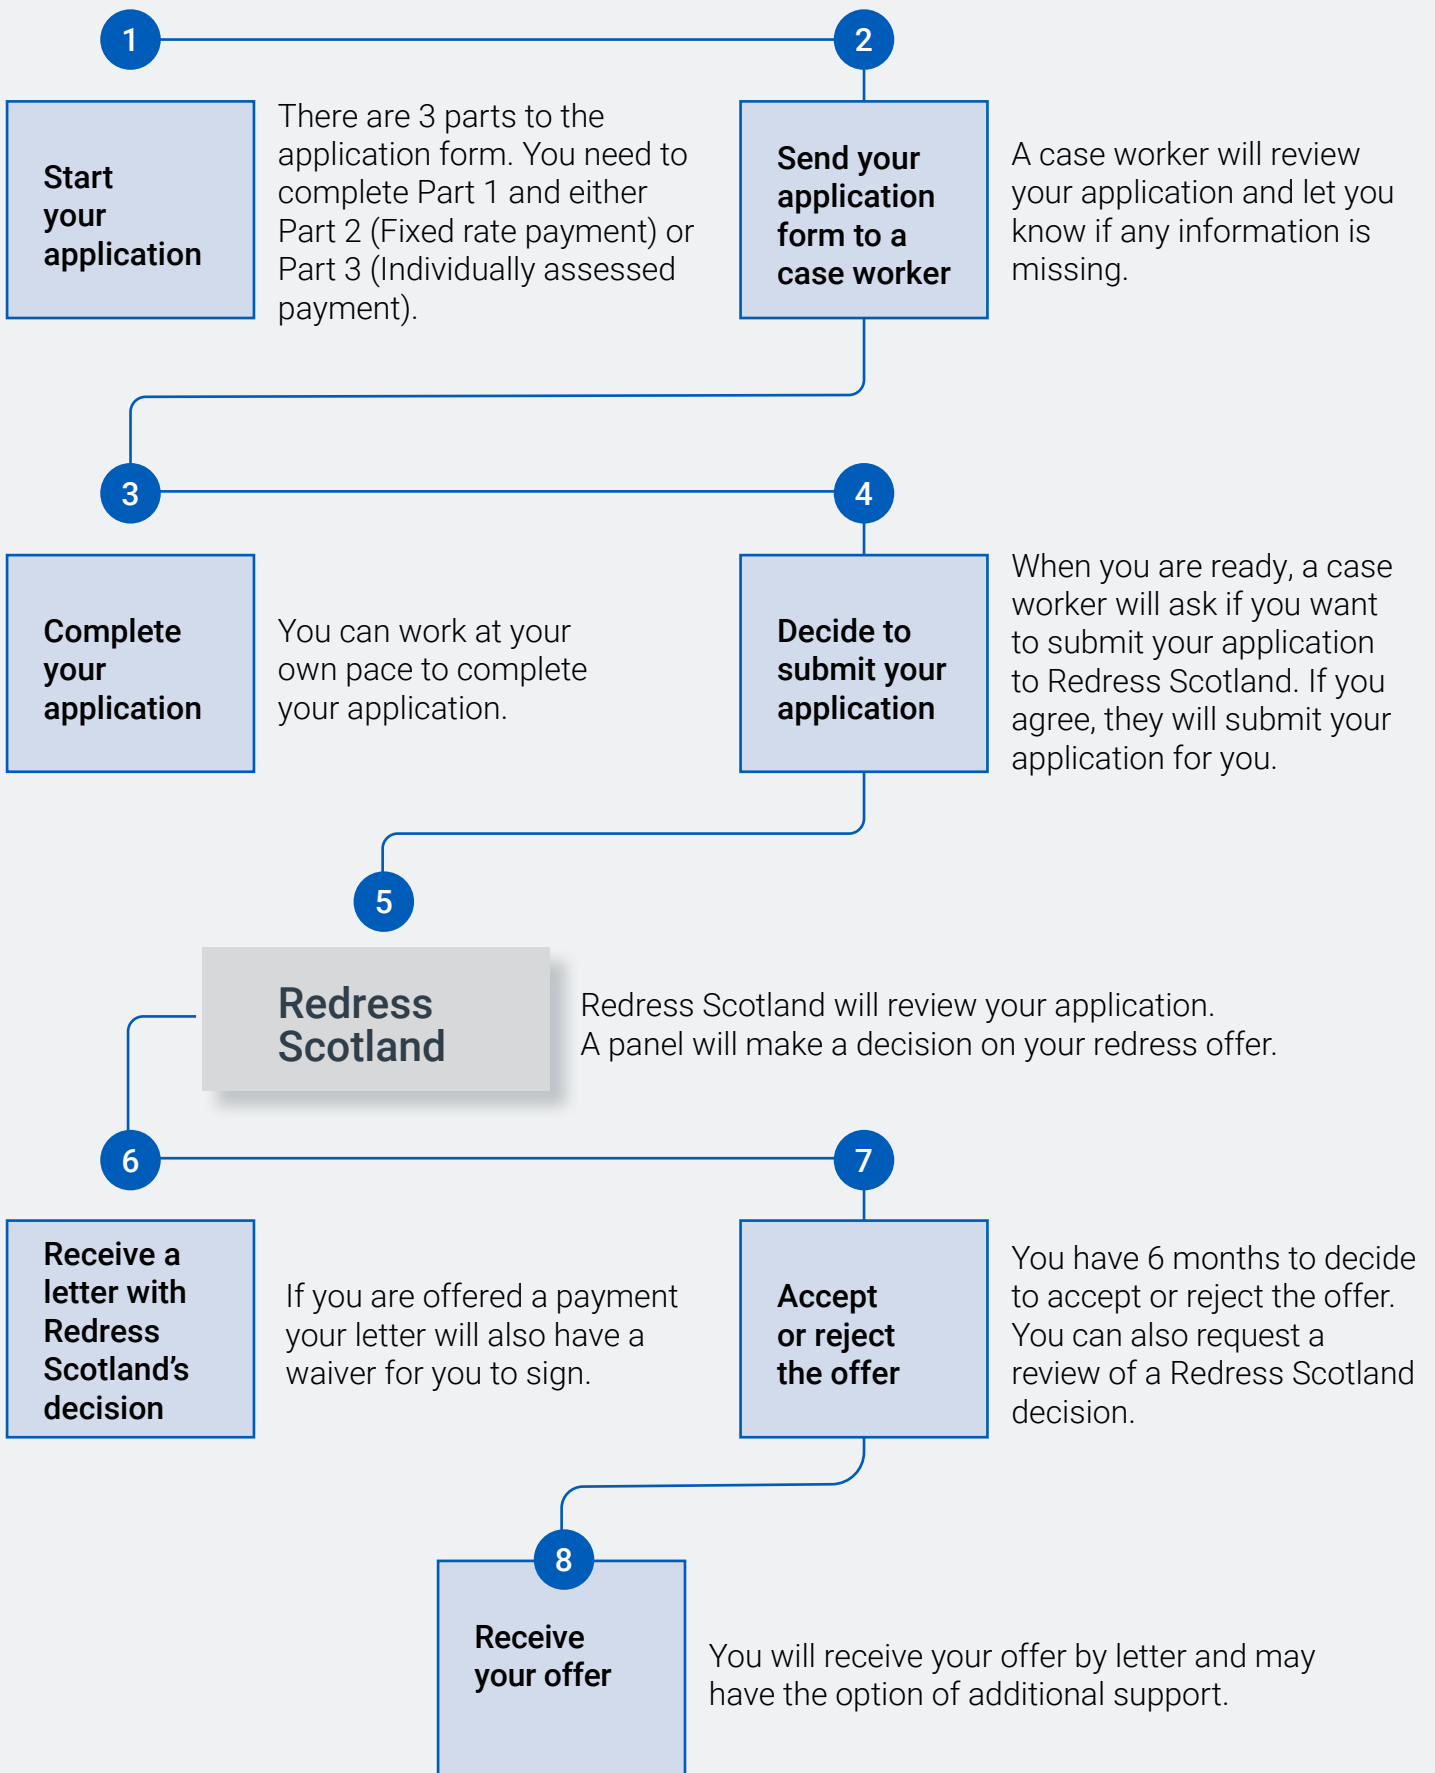 1
Start
your
application
There are 3 parts to the
application form. You need to
complete Part 1 and either
Part 2 (Fixed rate payment) or
Part 3 (Individually assessed
payment).
2
Send your
application
form to a
case worker
A case worker will review
your application and let you
know if any information is
missing.
3
Complete
your
application
You can work at your
own pace to complete
your application.
4
Decide to
submit your
application
When you are ready, a case
worker will ask if you want
to submit your application
to Redress Scotland. If you
agree, they will submit your
application for you.
5
Redress
Scotland
Redress Scotland will review your application.
A panel will make a decision on your redress offer.
6
Receive a
letter with
Redress
Scotland’s
decision
If you are offered a payment
your letter will also have a
waiver for you to sign.
7
Accept
or reject
the offer
You have 6 months to decide
to accept or reject the offer.
You can also request a
review of a Redress Scotland
decision.
8
Receive
your offer
You will receive your offer by letter and may
have the option of additional support.